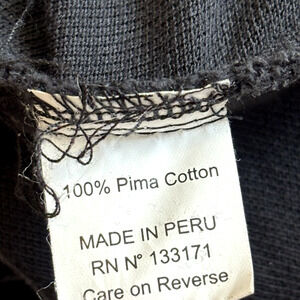 100% Pima Cotton
MADE IN PERU
RN Nº 133171
Care on Reverse